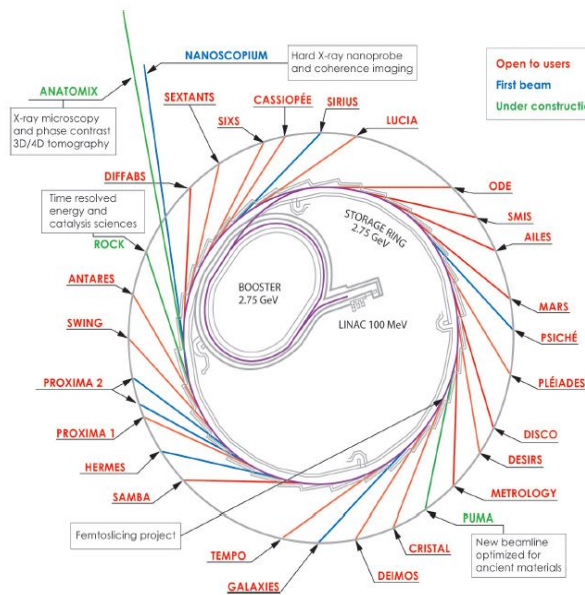 NANOSCOPIUM
Hard X-ray nanoprobe
and coherence imaging
Open to users
First beam
Under constructi
ANATOMIX
X-ray microscopy
and phase contrast
3D/4D tomography
SEXTANTS
SIXS
CASSIOPÉE
SIRIUS
LUCIA
DIFFABS
Time resolved
energy and
catalysis sciences
ROCK
ODE
SMIS
AILES
STORAGE RING
2.75 GeV
BOOSTER
2.75 GeV
LINAC 100 MeV
ANTARES
SWING
MARS
PSICHÉ
PLÉIADES
PROXIMA 2
PROXIMA 1
HERMES
SAMBA
DISCO
DESIRS
METROLOGY
PUMA
New beamline
optimized for
ancient materials
Femtoslicing project
TEMPO
GALAXIES
DEIMOS
CRISTAL